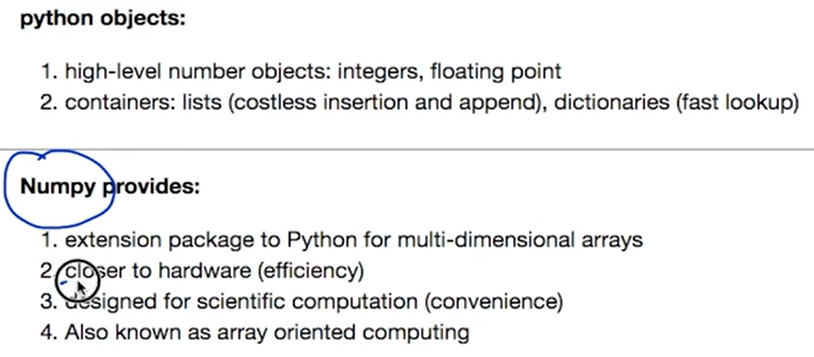 python objects:
1. high-level number objects: integers, floating point
2. containers: lists (costless insertion and append), dictionaries (fast lookup)
Numpy provides:
1. extension package to Python for multi-dimensional arrays
2. closer to hardware (efficiency)
3. designed for scientific computation (convenience)
4. Also known as array oriented computing